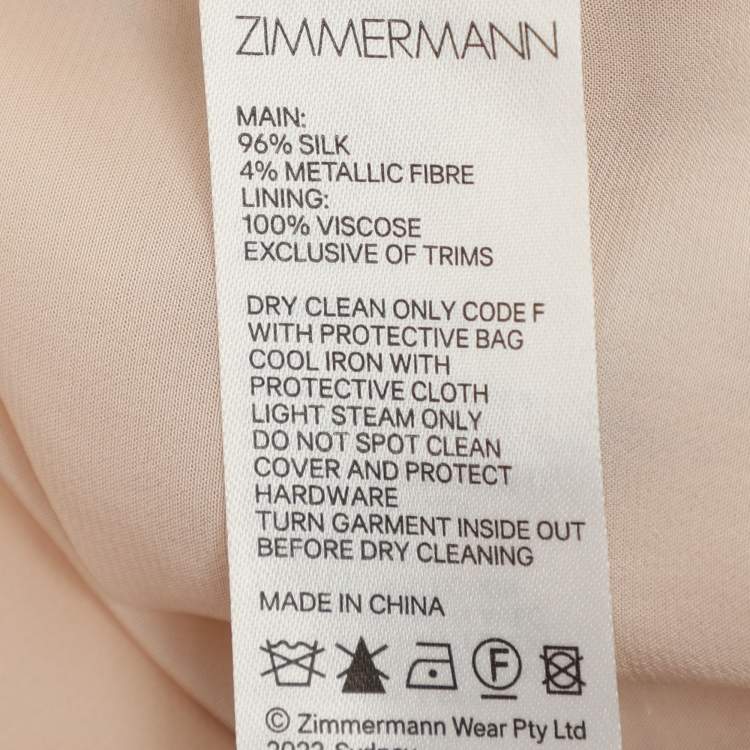 ZIMMERMANN
MAIN:
96% SILK
4% METALLIC FIBRE
LINING:
100% VISCOSE
EXCLUSIVE OF TRIMS
DRY CLEAN ONLY CODE F
WITH PROTECTIVE BAG
COOL IRON WITH
PROTECTIVE CLOTH
LIGHT STEAM ONLY
DO NOT SPOT CLEAN
COVER AND PROTECT
HARDWARE
TURN GARMENT INSIDE OUT
BEFORE DRY CLEANING
MADE IN CHINA
F
© Zimmermann Wear Pty Ltd
2022 Sydney